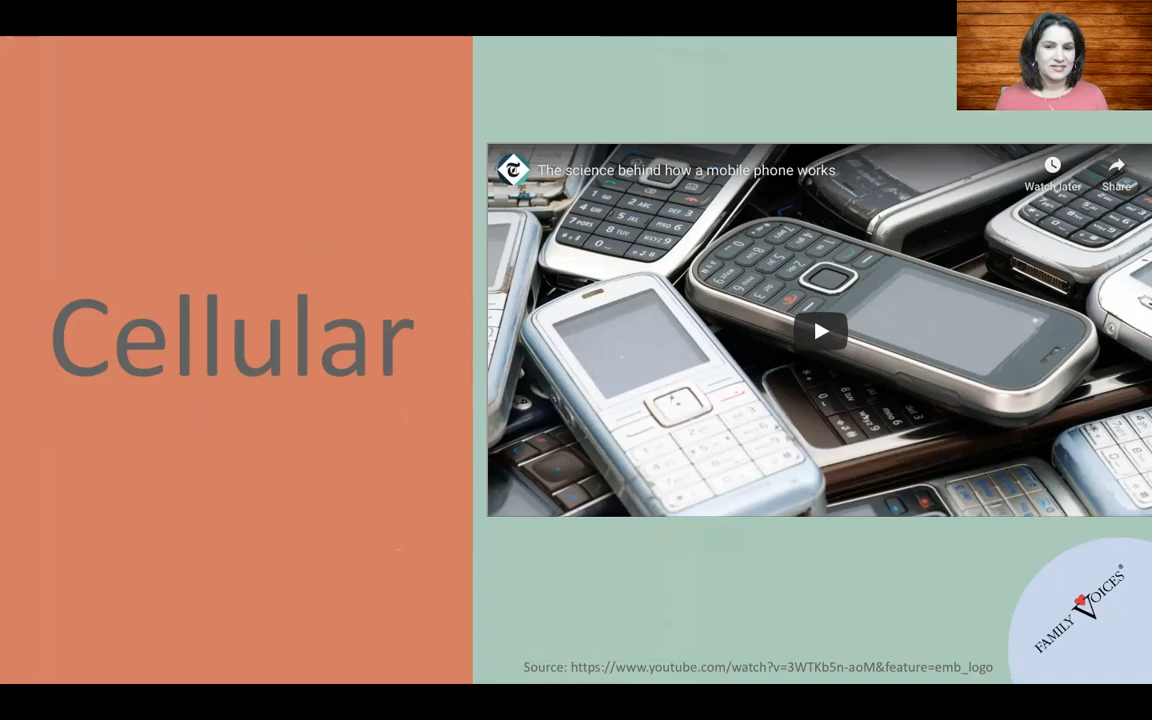 The science behind how a mobile phone works
Watch later
Share
Cellular
FAMILY VOICES®
Source: https://www.youtube.com/watch?v=3WTKb5n-aoM&feature=emb_logo